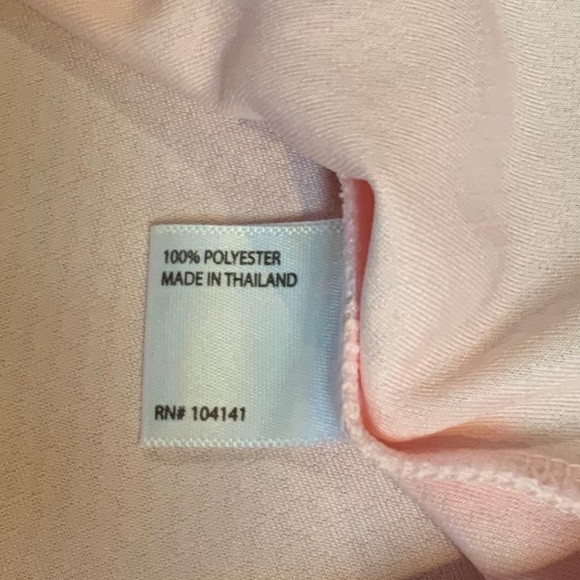 100% POLYESTER
MADE IN THAILAND
RN# 104141